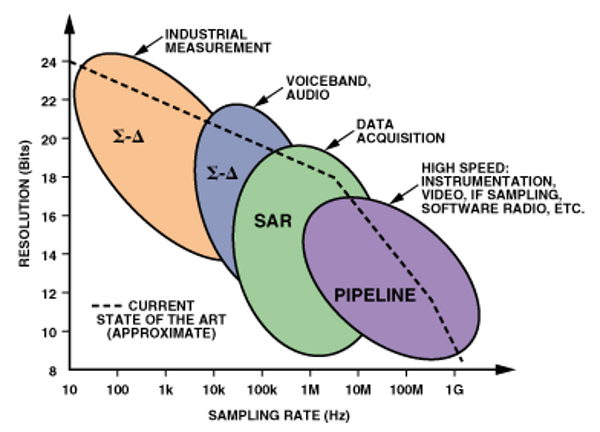 INDUSTRIAL
MEASUREMENT
VOICEBAND,
AUDIO
DATA
ACQUISITION
HIGH SPEED:
INSTRUMENTATION,
VIDEO, IF SAMPLING,
SOFTWARE RADIO, ETC.
Σ-Δ
Σ-Δ
SAR
PIPELINE
CURRENT
STATE OF THE ART
(APPROXIMATE)
RESOLUTION (Bits)
24
22
20
18
16
14
12
10
8
10 100 1k 10k 100k 1M 10M 100M 1G
SAMPLING RATE (Hz)